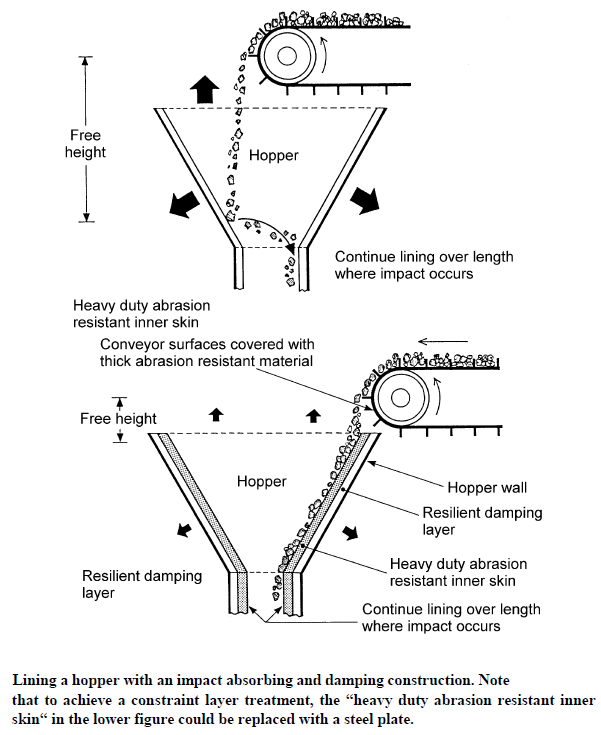 Free
height
Hopper
Continue lining over length
where impact occurs
Heavy duty abrasion
resistant inner skin
Conveyor surfaces covered with
thick abrasion resistant material
Free height
Hopper
Hopper wall
Resilient damping
layer
Heavy duty abrasion
resistant inner skin
Resilient damping
layer
Continue lining over length
where impact occurs
Lining a hopper with an impact absorbing and damping construction. Note
that to achieve a constraint layer treatment, the “heavy duty abrasion resistant inner
skin“ in the lower figure could be replaced with a steel plate.